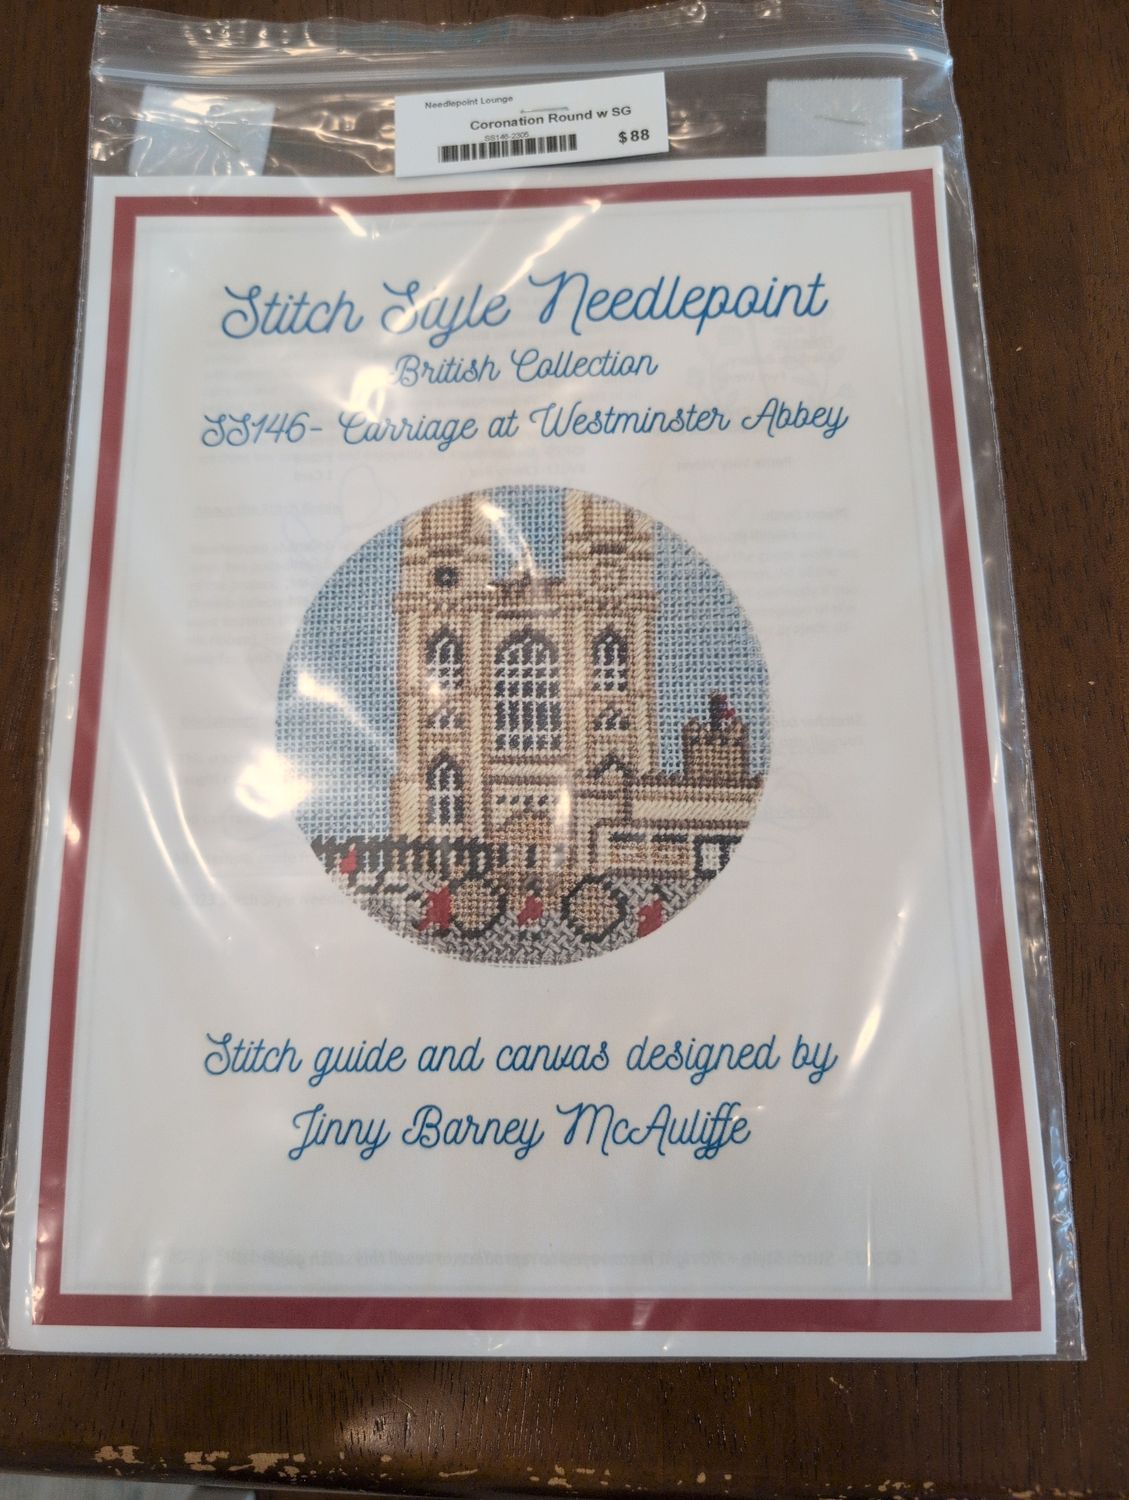 Needlepoint Lounge
Coronation Round w SG
SS146-2305
$88
Stitch Style Needlepoint
British Collection
SS146- Carriage at Westminster Abbey
Stitch guide and canvas designed by
Jinny Barney McAuliffe